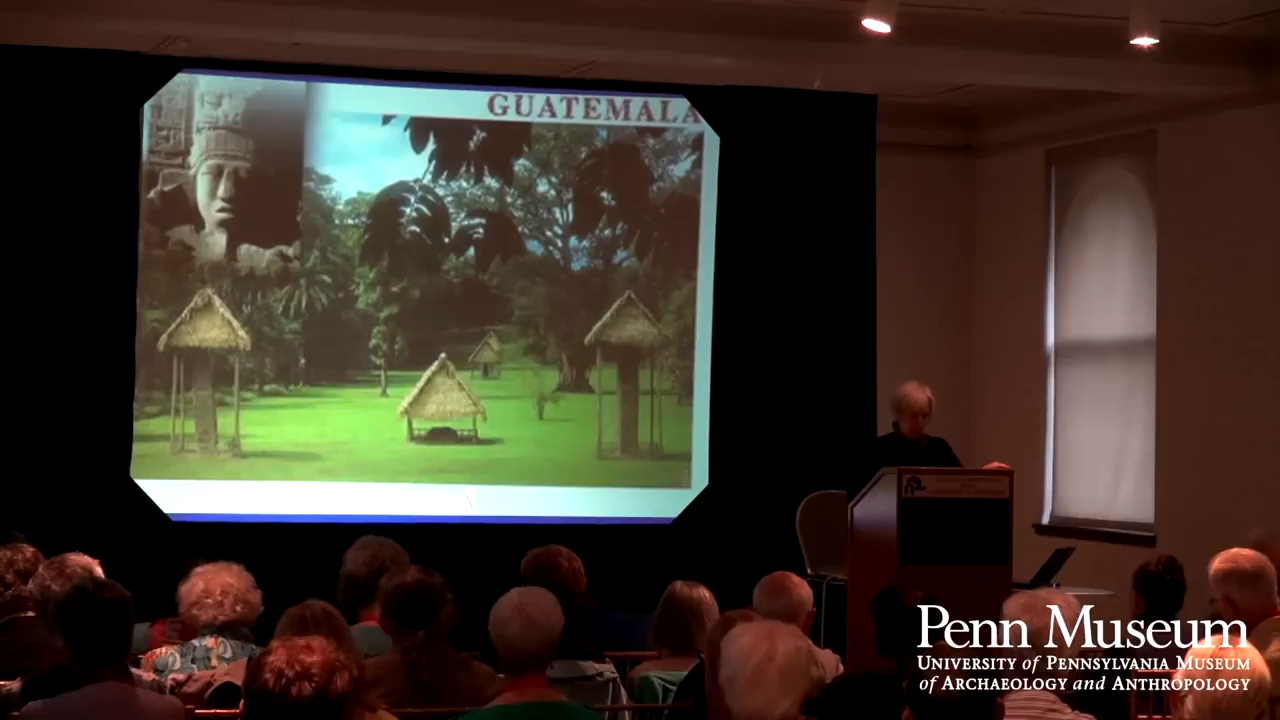 GUATEMALA
Penn Museum
University of Pennsylvania Museum
of Archaeology and Anthropology